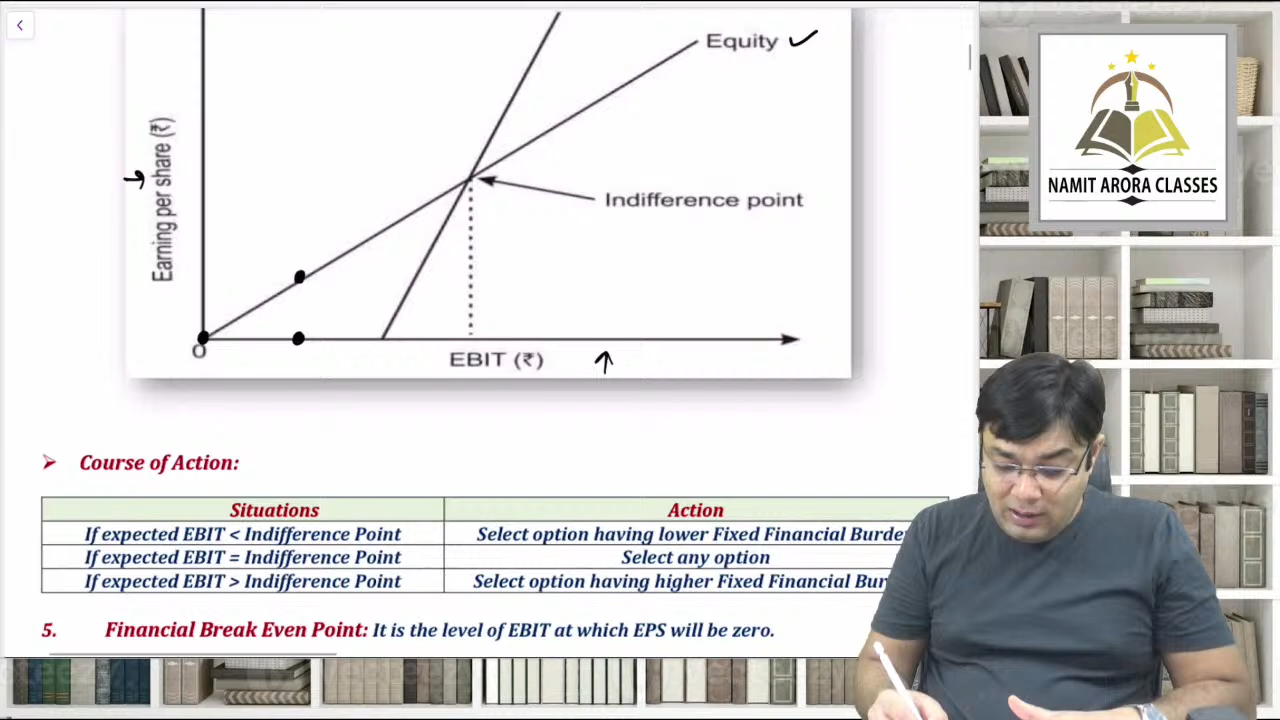 Equity
Earning per share (₹)
Indifference point
O
EBIT (₹)
NAMIT ARORA CLASSES
➢ Course of Action:
Situations Action
If expected EBIT < Indifference Point Select option having lower Fixed Financial
If expected EBIT = Indifference Point Select any option
If expected EBIT > Indifference Point Select option having higher Fixed Financial
5. Financial Break Even Point: It is the level of EBIT at which EPS will be zero.